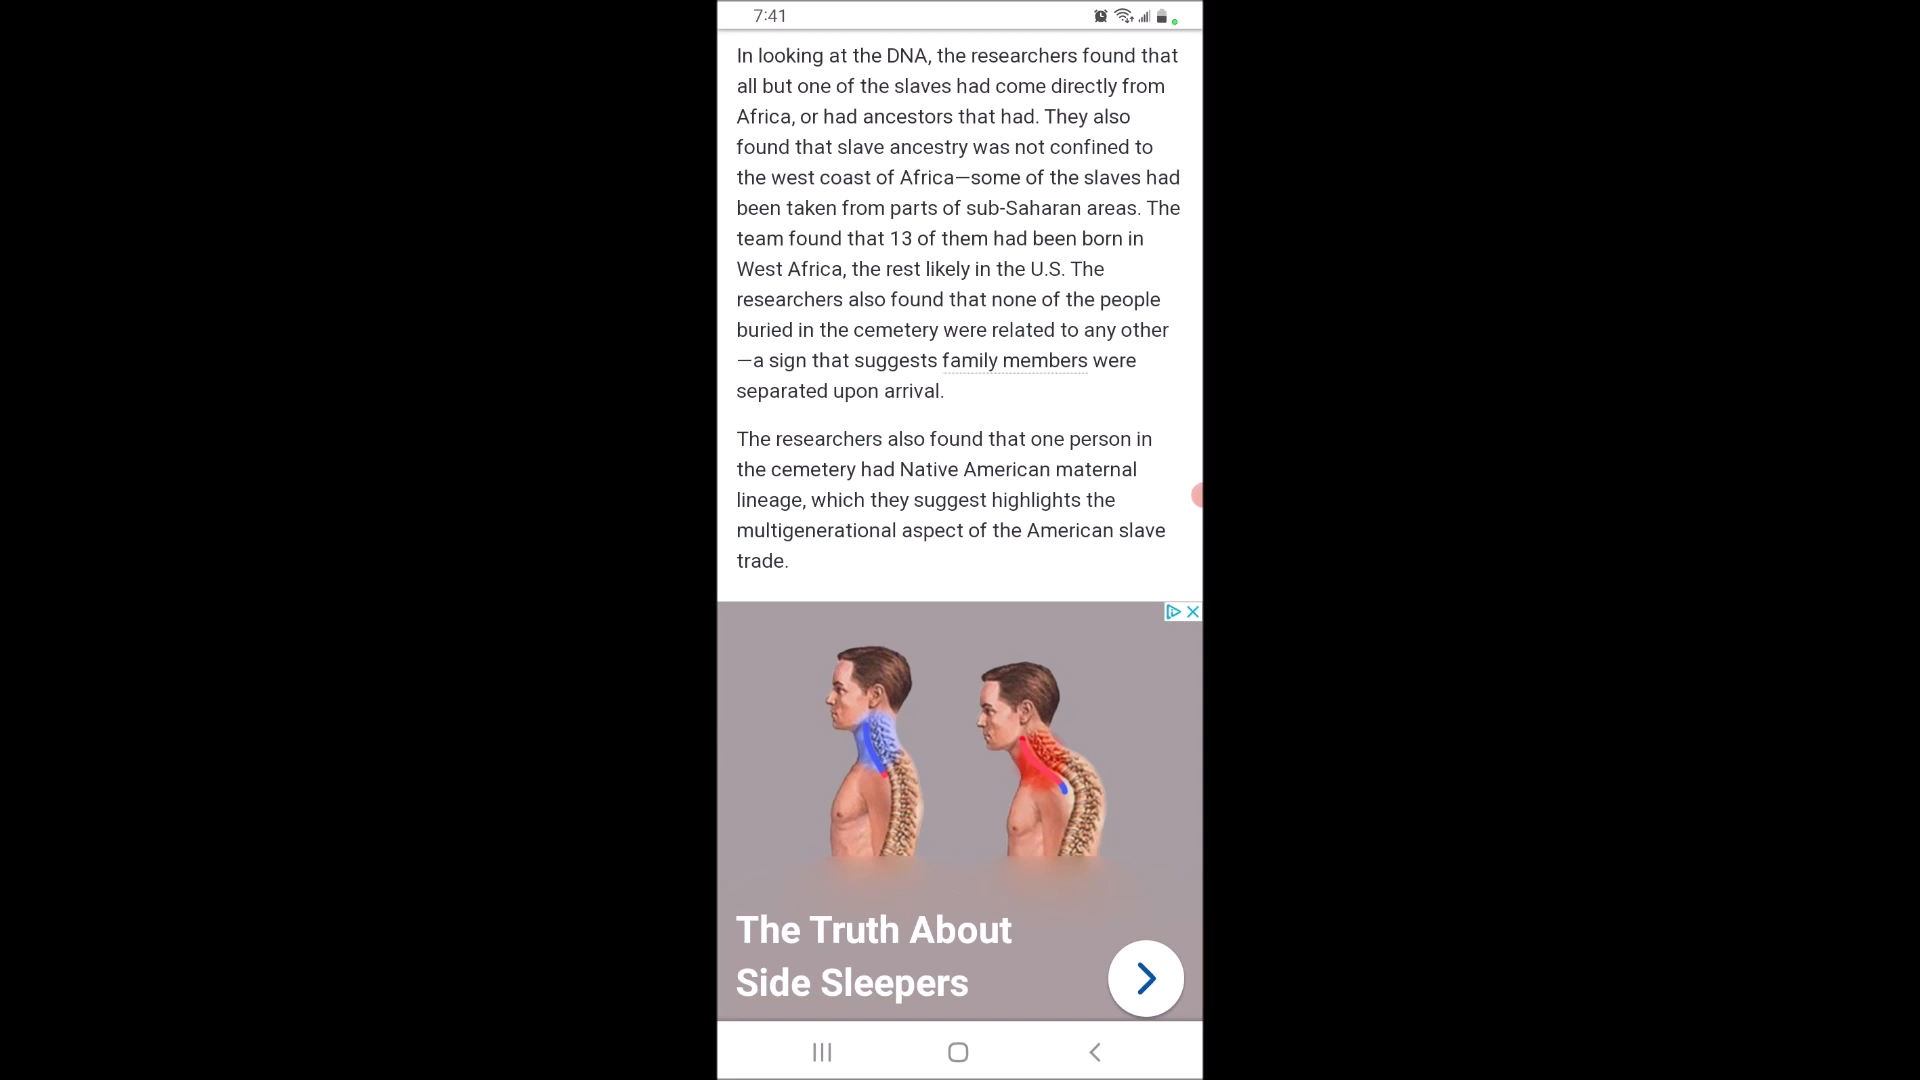 7:41
In looking at the DNA, the researchers found that
all but one of the slaves had come directly from
Africa, or had ancestors that had. They also
found that slave ancestry was not confined to
the west coast of Africa—some of the slaves had
been taken from parts of sub-Saharan areas. The
team found that 13 of them had been born in
West Africa, the rest likely in the U.S. The
researchers also found that none of the people
buried in the cemetery were related to any other
—a sign that suggests family members were
separated upon arrival.
The researchers also found that one person in
the cemetery had Native American maternal
lineage, which they suggest highlights the
multigenerational aspect of the American slave
trade.
The Truth About
Side Sleepers